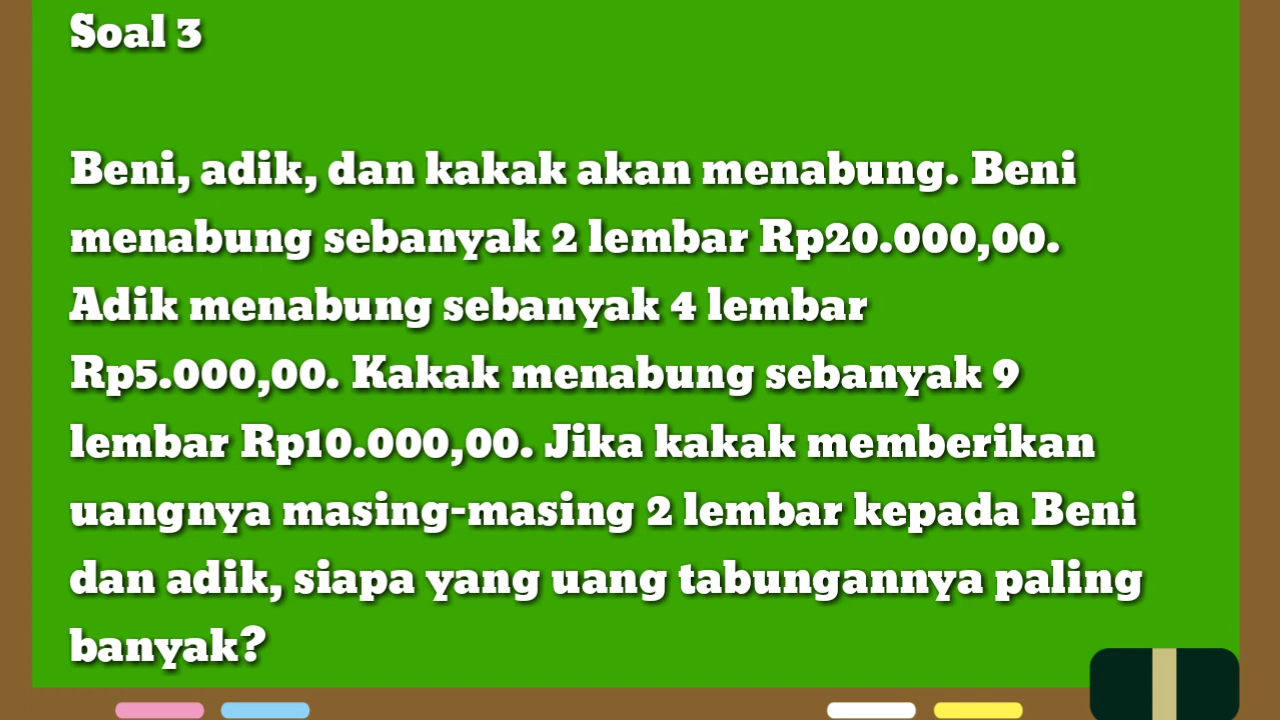 Soal 3
Beni, adik, dan kakak akan menabung. Beni
menabung sebanyak 2 lembar Rp20.000,00.
Adik menabung sebanyak 4 lembar
Rp5.000,00. Kakak menabung sebanyak 9
lembar Rp10.000,00. Jika kakak memberikan
uangnya masing-masing 2 lembar kepada Beni
dan adik, siapa yang uang tabungannya paling
banyak?